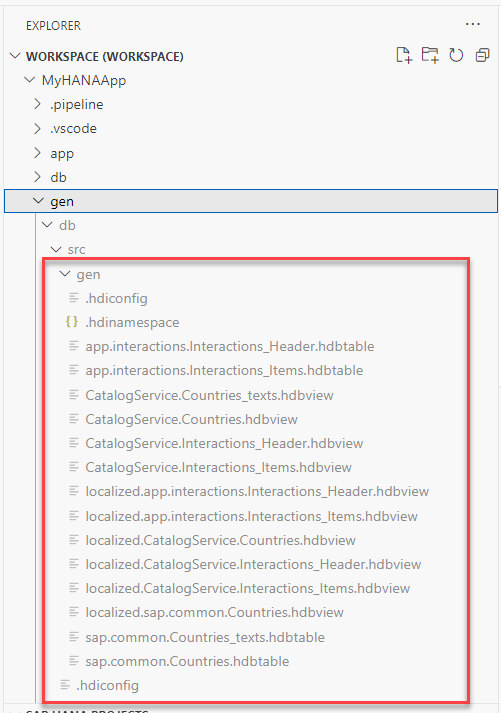 EXPLORER ...
WORKSPACE (WORKSPACE)
MyHANAApp
.pipeline
.vscode
app
db
gen
db
src
gen
.hdiconfig
{ } .hdinamespace
app.interactions.Interactions_Header.hdbtable
app.interactions.Interactions_Items.hdbtable
CatalogService.Countries_texts.hdbview
CatalogService.Countries.hdbview
CatalogService.Interactions_Header.hdbview
CatalogService.Interactions_Items.hdbview
localized.app.interactions.Interactions_Header.hdbview
localized.app.interactions.Interactions_Items.hdbview
localized.CatalogService.Countries.hdbview
localized.CatalogService.Interactions_Header.hdbview
localized.CatalogService.Interactions_Items.hdbview
localized.sap.common.Countries.hdbview
sap.common.Countries_texts.hdbtable
sap.common.Countries.hdbtable
.hdiconfig
SAP HANA PROJECTS